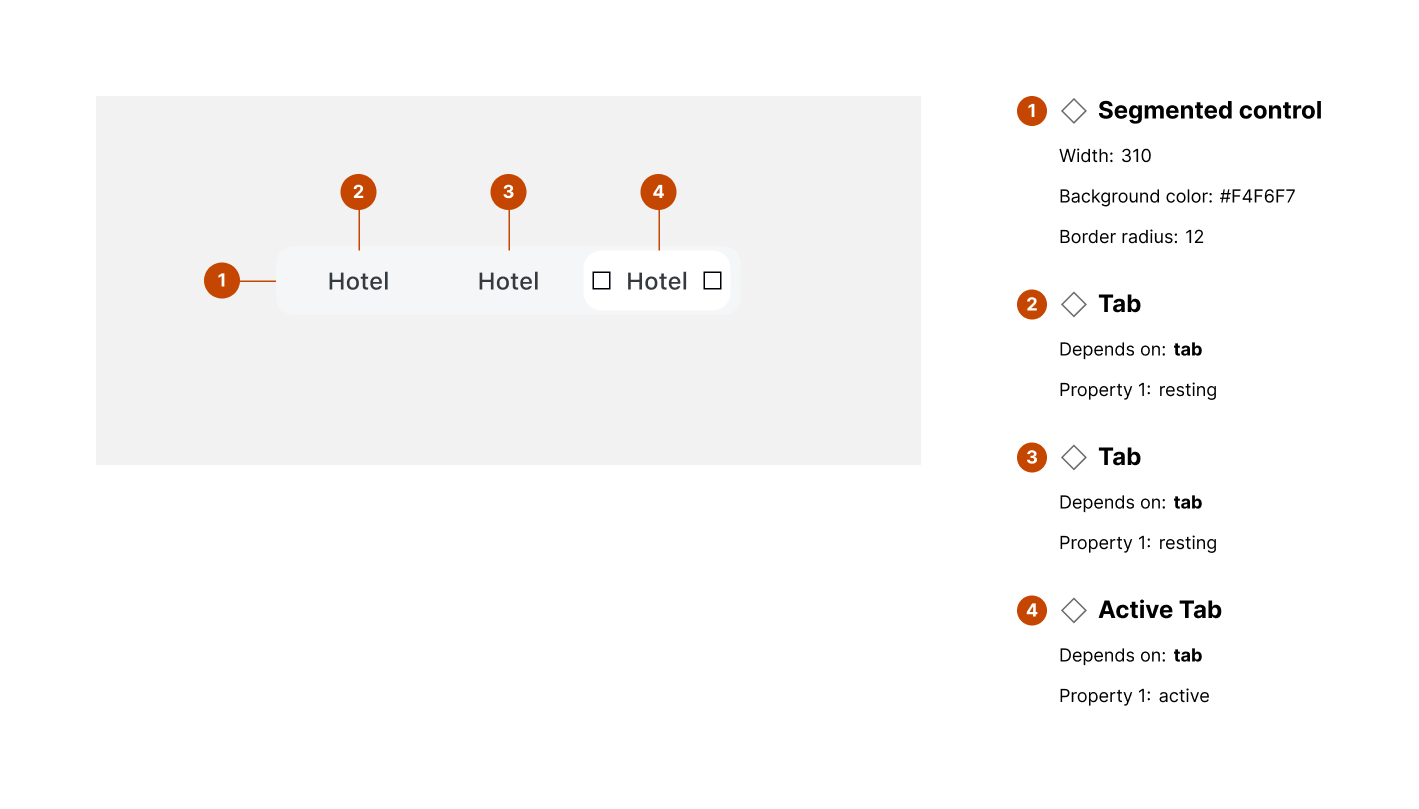 2
3
4
1
Hotel
Hotel
Hotel
1 Segmented control
Width: 310
Background color: #F4F6F7
Border radius: 12
2 Tab
Depends on: tab
Property 1: resting
3 Tab
Depends on: tab
Property 1: resting
4 Active Tab
Depends on: tab
Property 1: active